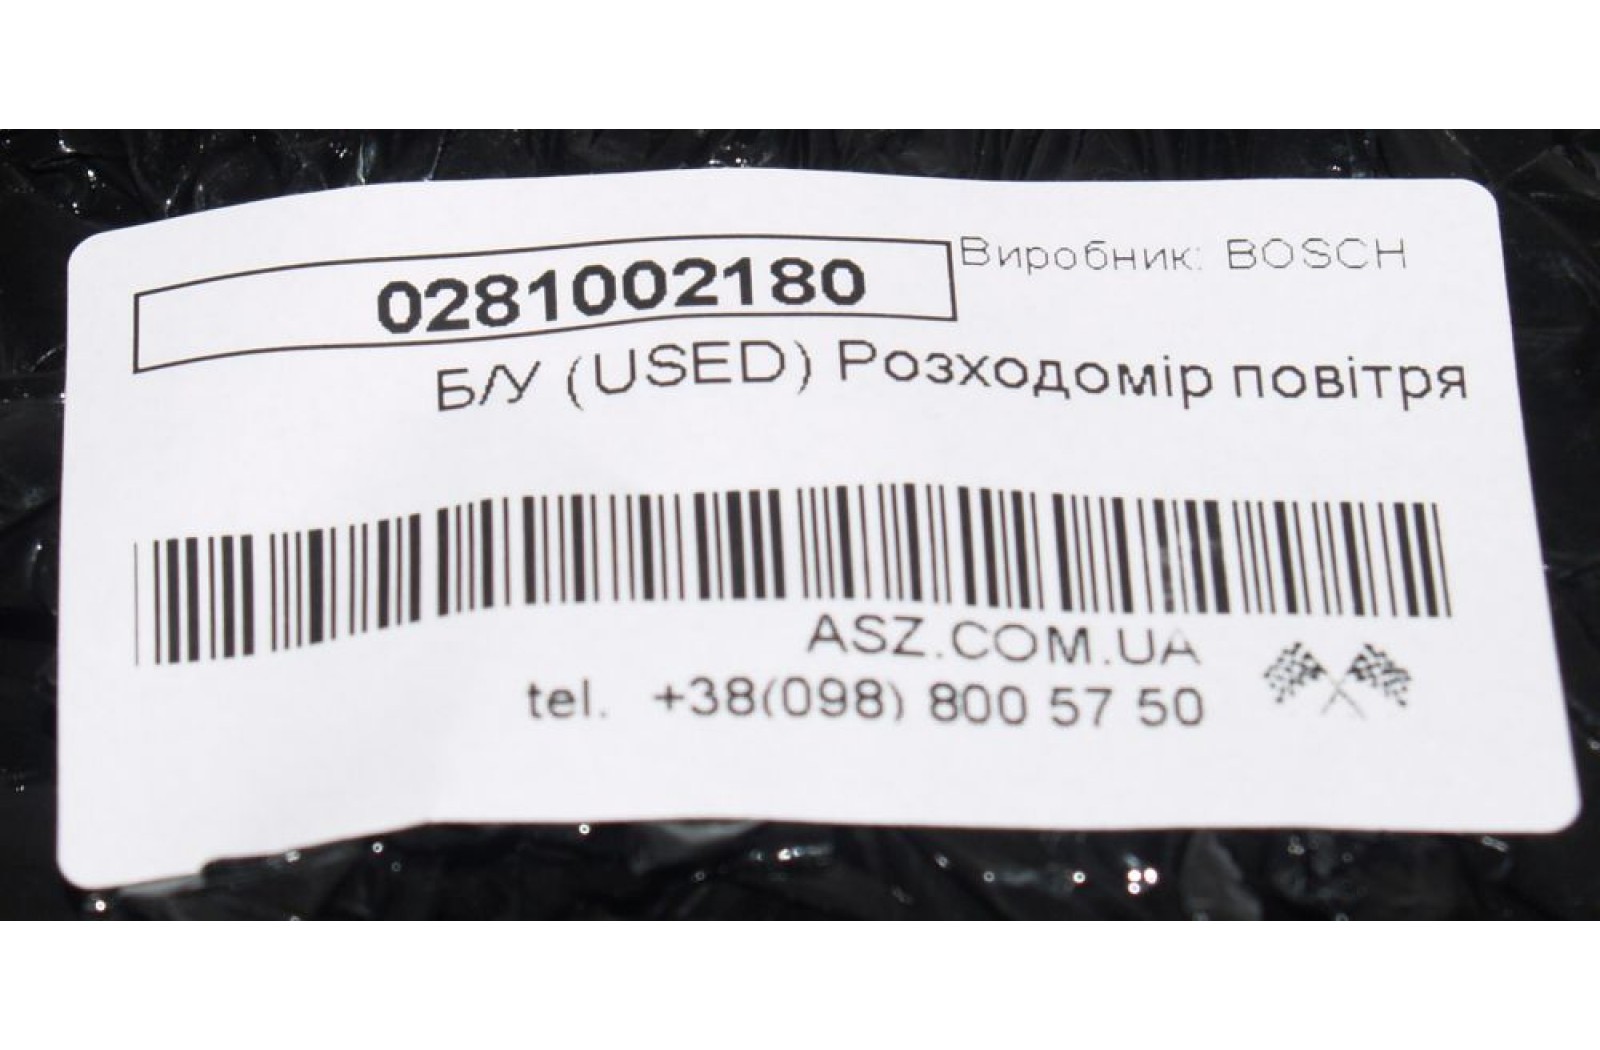 0281002180
Виробник: BOSCH
Б/У (USED) Розходомір повітря
ASZ.COM.UA
tel. +38(098) 800 57 50